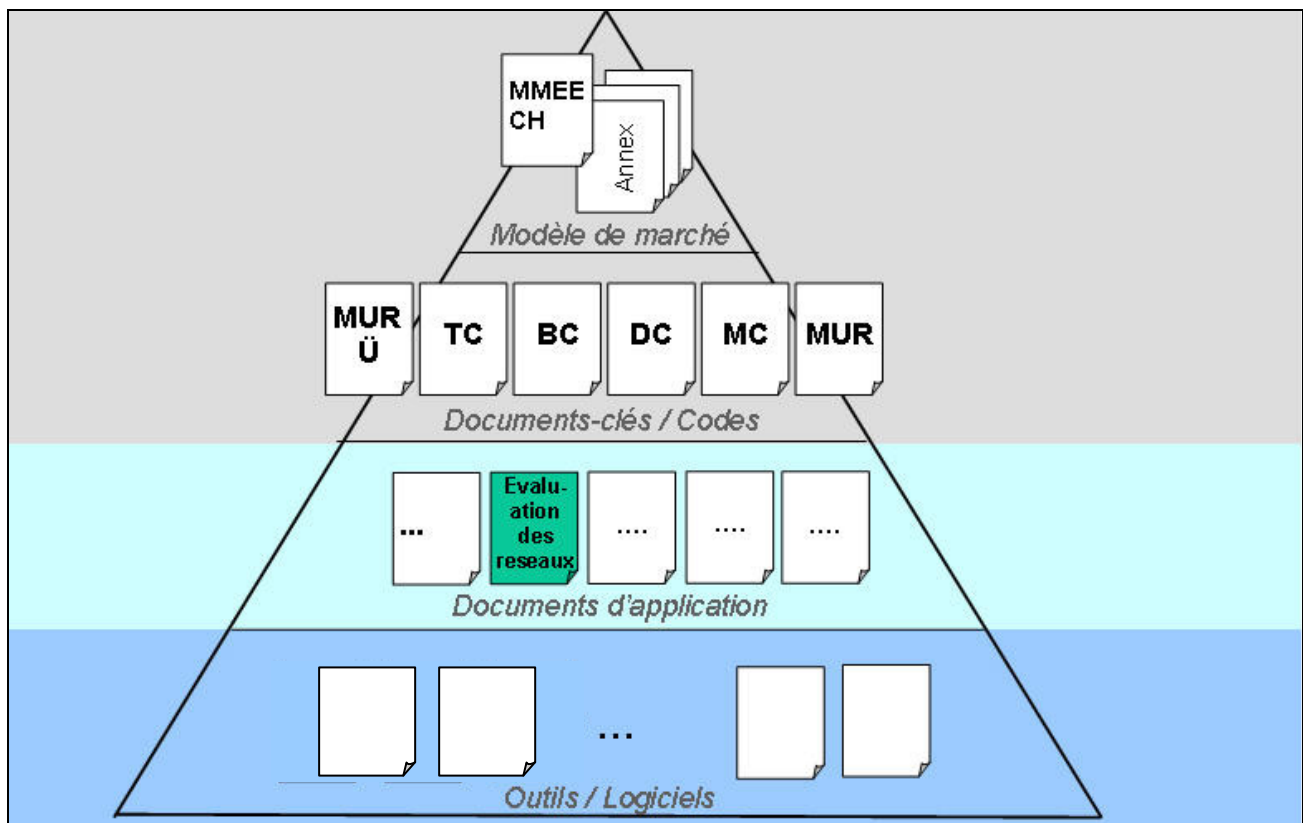 MMEE
CH
Annex
Modèle de marché
MUR
Ü
TC
BC
DC
MC
MUR
Documents-clés / Codes
...
Evalu-
ation
des
reseaux
....
....
....
Documents d'application
...
Outils / Logiciels